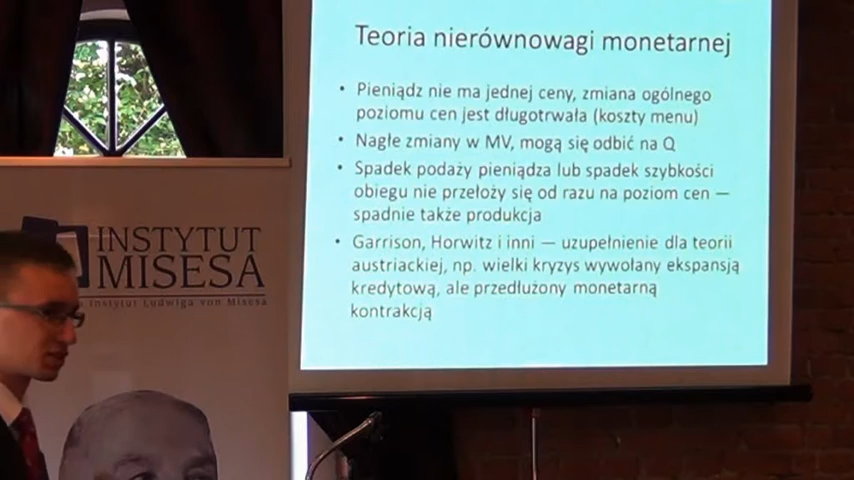 Teoria nierównowagi monetarnej
• Pieniądz nie ma jednej ceny, zmiana ogólnego
poziomu cen jest długotrwała (koszty menu)
• Nagłe zmiany w MV, mogą się odbić na Q
• Spadek podaży pieniądza lub spadek szybkości
obiegu nie przełoży się od razu na poziom cen —
spadnie także produkcja
• Garrison, Horwitz i inni — uzupełnienie dla teorii
austriackiej, np. wielki kryzys wywołany ekspansją
kredytową, ale przedłużony monetarną
kontrakcją
INSTYTUT
MISESA
Instytut Ludwiga von Misesa